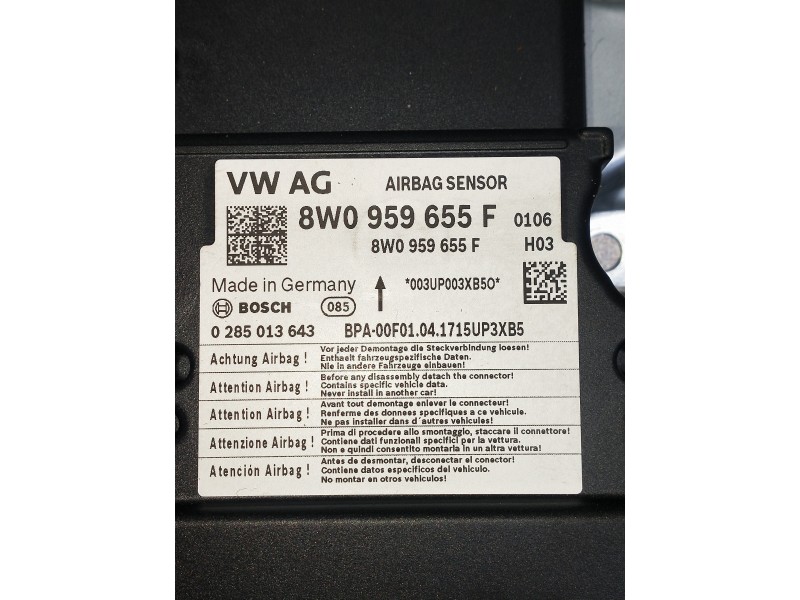 VW AG AIRBAG SENSOR
8W0 959 655 F 0106
8W0 959 655 F H03
Made in Germany *003UP003XB5O*
BOSCH 085
0 285 013 643 BPA-00F01.04.1715UP3XB5
Achtung Airbag !
Vor jeder Demontage die Steckverbindung loesen!
Enthaelt fahrzeugspezifische Daten.
Nie in andere Fahrzeuge einbauen!
Attention Airbag !
Before any disassembly detach the connector!
Contains specific vehicle data.
Never install in another car!
Attention Airbag !
Avant tout demontage enlever le connecteur!
Renferme des données specifiques a ce vehicule.
Ne pas installer dans d´autres vehicules!
Attenzione Airbag !
Prima di procedere allo smontaggio, staccare il connettore!
Contiene dati funzionali specifici per la vettura.
Non e quindi consentito montarla in un altra vettura!
Atención Airbag !
Antes de desmontar, desconectar el conector!
Contiene datos especificos del vehiculo.
No montar en otros vehiculos!